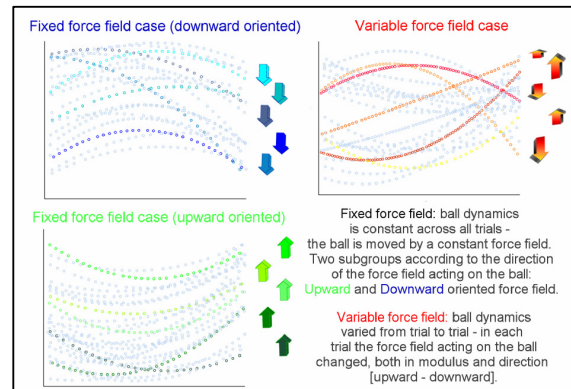 Fixed force field case (downward oriented)
Variable force field case
Fixed force field case (upward oriented)
Fixed force field: ball dynamics
is constant across all trials -
the ball is moved by a constant force field.
Two subgroups according to the direction
of the force field acting on the ball:
Upward and Downward oriented force field.
Variable force field: ball dynamics
varied from trial to trial - in each
trial the force field acting on the ball
changed, both in modulus and direction
[upward - downward].